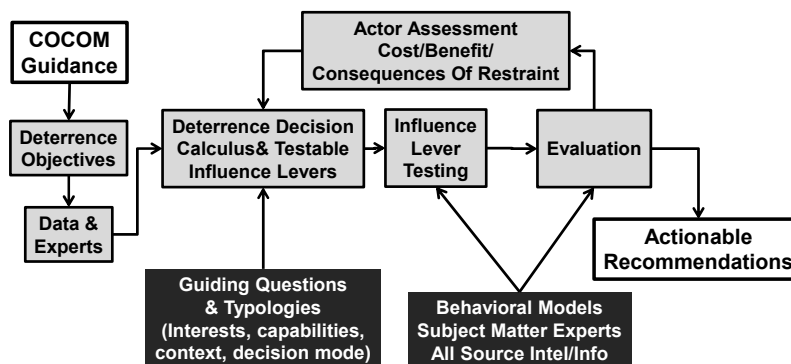 COCOM
Guidance
Actor Assessment
Cost/Benefit/
Consequences Of Restraint
Deterrence
Objectives
Deterrence Decision
Calculus& Testable
Influence Levers
Influence
Lever
Testing
Evaluation
Data &
Experts
Actionable
Recommendations
Guiding Questions
& Typologies
(Interests, capabilities,
context, decision mode)
Behavioral Models
Subject Matter Experts
All Source Intel/Info